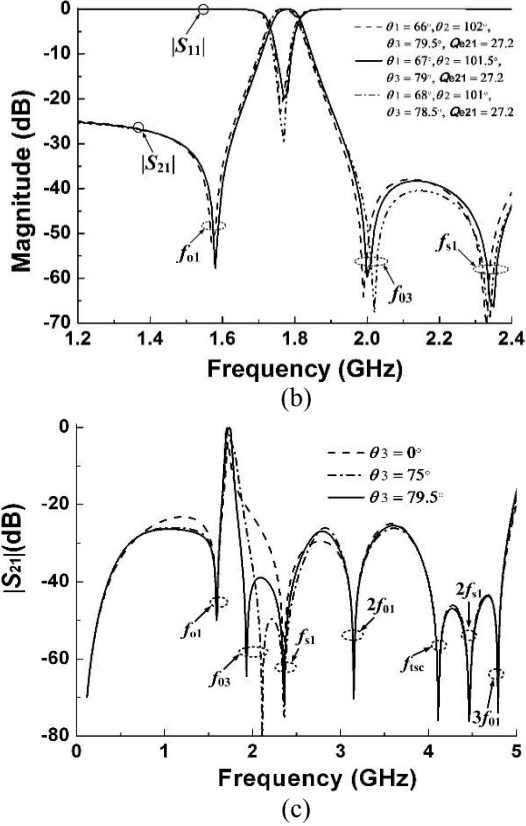 0
-10
-20
-30
-40
-50
-60
-70
Magnitude (dB)
|S11|
|S21|
fo1
f03
fs1
θ1 = 66°, θ2 = 102°,
θ3 = 79.5°, Qe21 = 27.2
θ1 = 67°, θ2 = 101.5°,
θ3 = 79°, Qe21 = 27.2
θ1 = 68°, θ2 = 101°,
θ3 = 78.5°, Qe21 = 27.2
1.2 1.4 1.6 1.8 2.0 2.2 2.4
Frequency (GHz)
(b)
0
-20
-40
-60
-80
|S21|(dB)
θ3 = 0°
θ3 = 75°
θ3 = 79.5°
fo1
f03
fs1
2f01
ftsc
2fs1
3f01
0 1 2 3 4 5
Frequency (GHz)
(c)